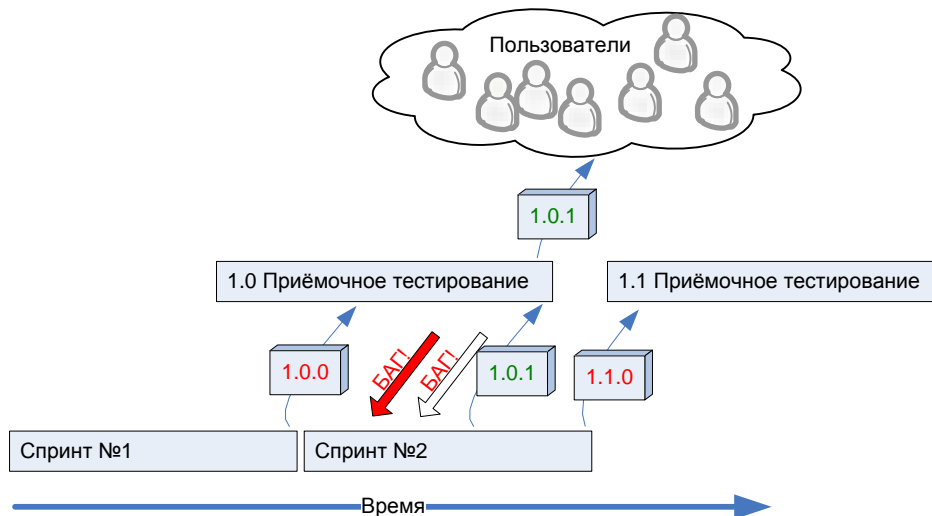 Пользователи
1.0.1
1.0 Приёмочное тестирование
1.1 Приёмочное тестирование
1.0.0
БАГ!
БАГ!
1.0.1
1.1.0
Спринт №1
Спринт №2
Время